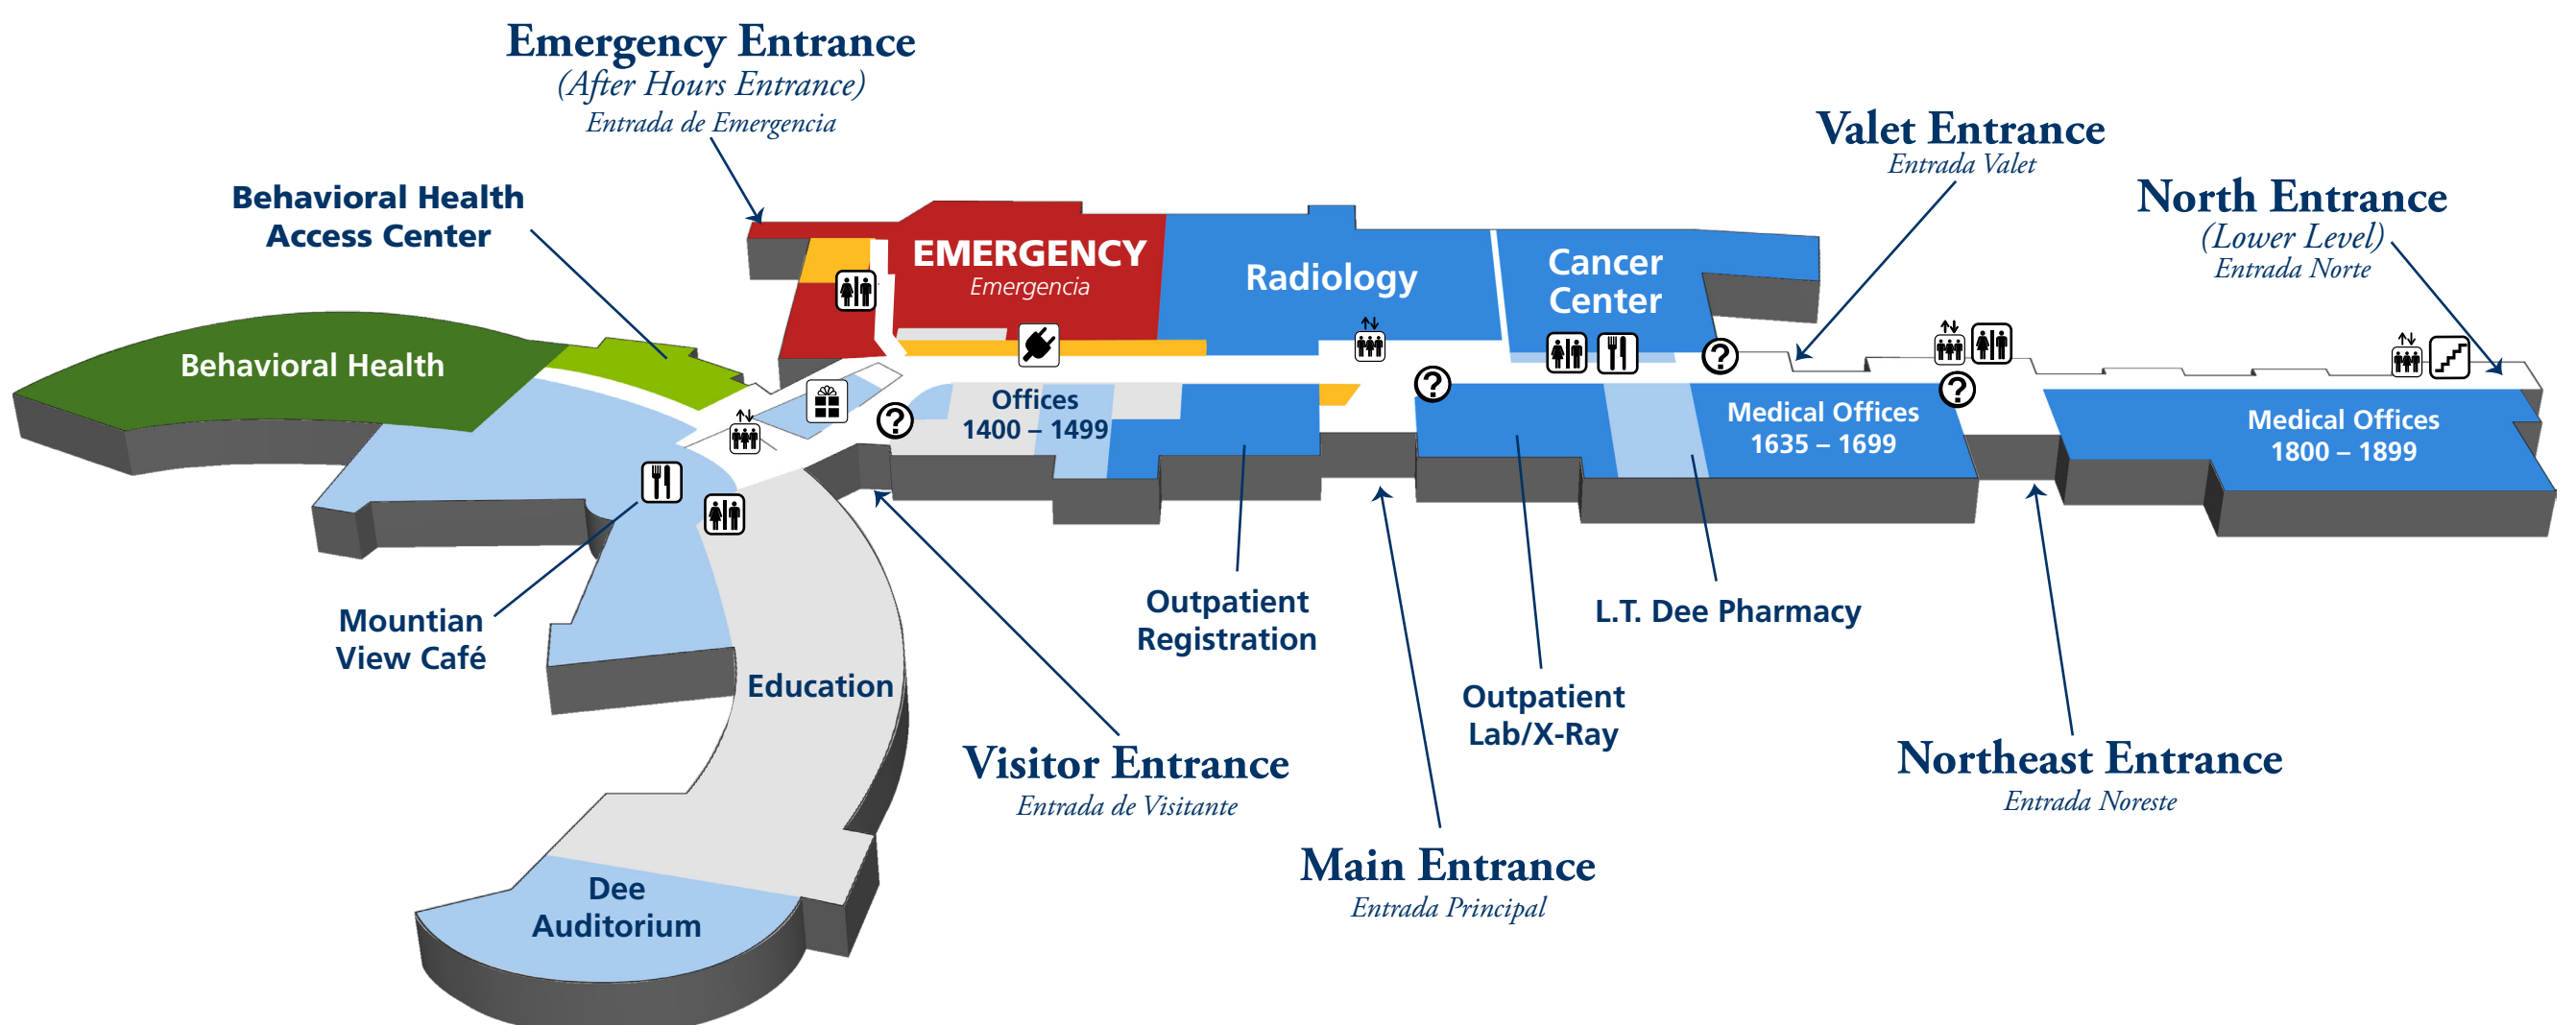 Emergency Entrance
(After Hours Entrance)
Entrada de Emergencia
Valet Entrance
Entrada Valet
North Entrance
(Lower Level)
Entrada Norte
Behavioral Health
Access Center
EMERGENCY
Emergencia
Radiology
Cancer
Center
Behavioral Health
Offices
1400 – 1499
Medical Offices
1635 – 1699
Medical Offices
1800 – 1899
?
?
?
?
Mountian
View Café
Outpatient
Registration
L.T. Dee Pharmacy
Education
Outpatient
Lab/X-Ray
Visitor Entrance
Entrada de Visitante
Northeast Entrance
Entrada Noreste
Main Entrance
Entrada Principal
Dee
Auditorium